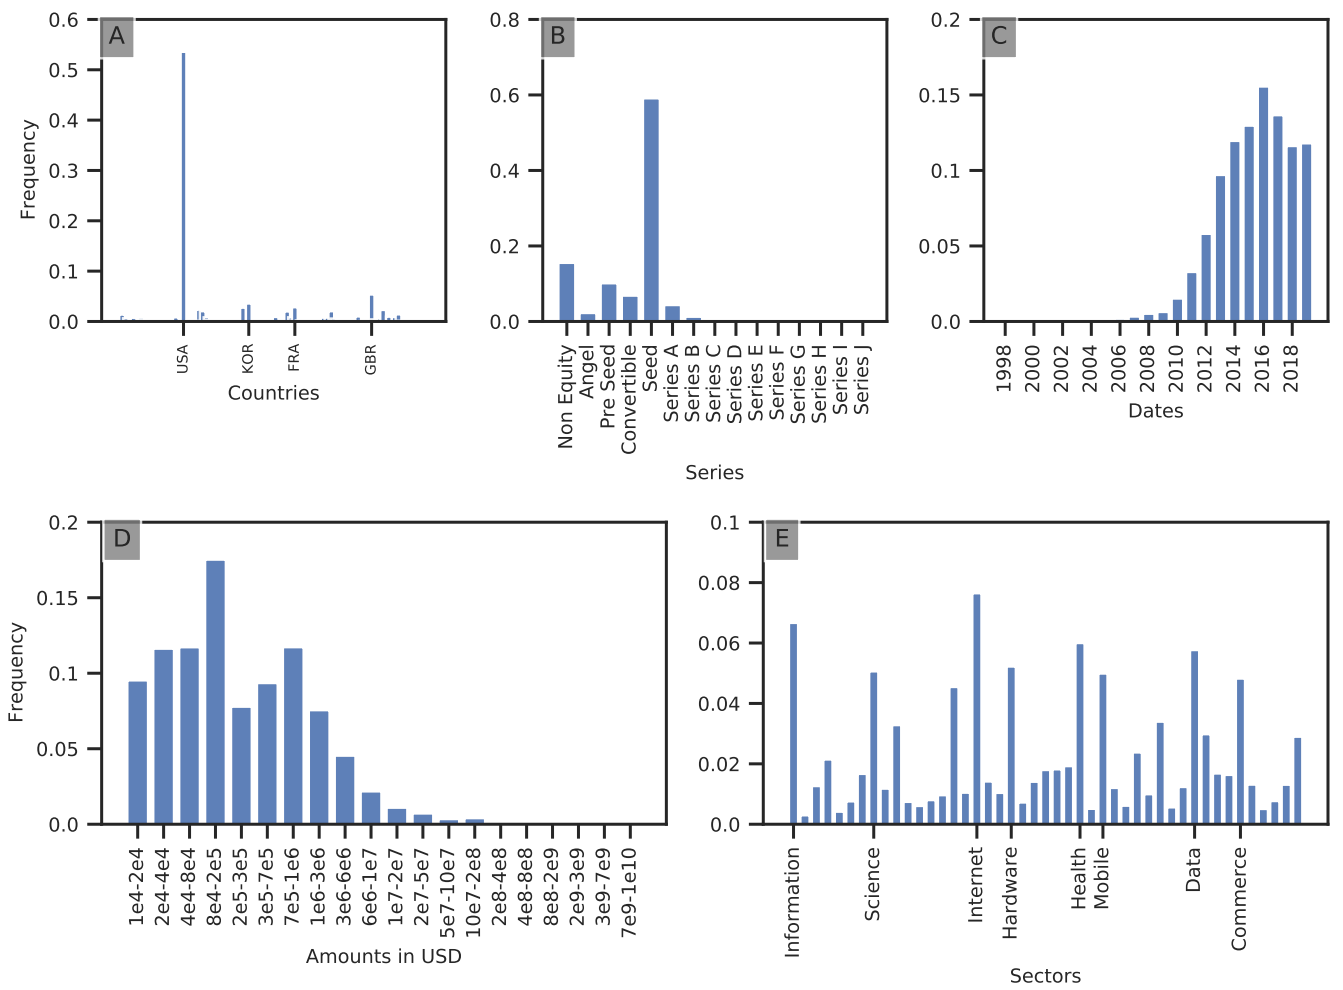 A
0.6
0.5
0.4
0.3
0.2
0.1
0.0
Frequency
USA
KOR
FRA
GBR
Countries
B
0.8
0.6
0.4
0.2
0.0
Non Equity
Angel
Pre Seed
Convertible
Seed
Series A
Series B
Series C
Series D
Series E
Series F
Series G
Series H
Series I
Series J
Series
C
0.2
0.15
0.1
0.05
0.0
1998
2000
2002
2004
2006
2008
2010
2012
2014
2016
2018
Dates
D
0.2
0.15
0.1
0.05
0.0
Frequency
1e4-2e4
2e4-4e4
4e4-8e4
8e4-2e5
2e5-3e5
3e5-7e5
7e5-1e6
1e6-3e6
3e6-6e6
6e6-1e7
1e7-2e7
2e7-5e7
5e7-10e7
10e7-2e8
2e8-4e8
4e8-8e8
8e8-2e9
2e9-3e9
3e9-7e9
7e9-1e10
Amounts in USD
E
0.1
0.08
0.06
0.04
0.02
0.0
Information
Science
Internet
Hardware
Health
Mobile
Data
Commerce
Sectors